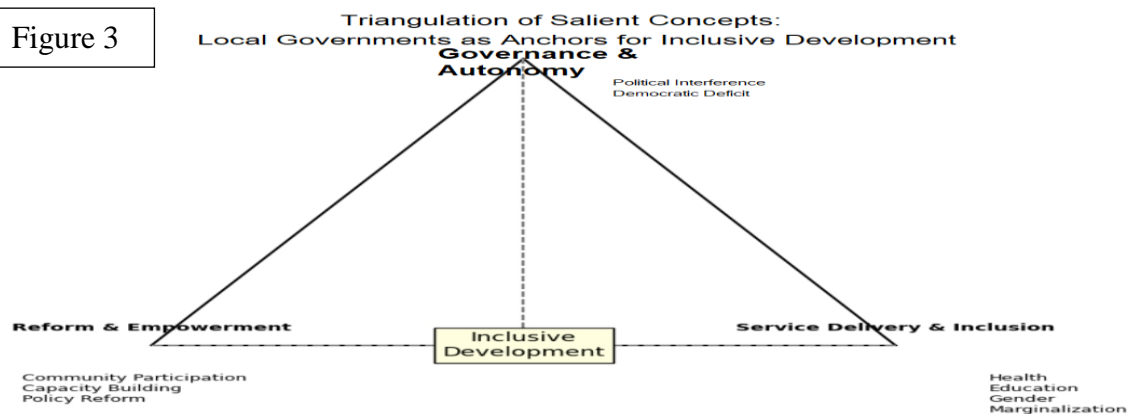 Figure 3
Triangulation of Salient Concepts:
Local Governments as Anchors for Inclusive Development
Governance &
Autonomy
Political Interference
Democratic Deficit
Reform & Empowerment
Inclusive
Development
Service Delivery & Inclusion
Community Participation
Capacity Building
Policy Reform
Health
Education
Gender
Marginalization